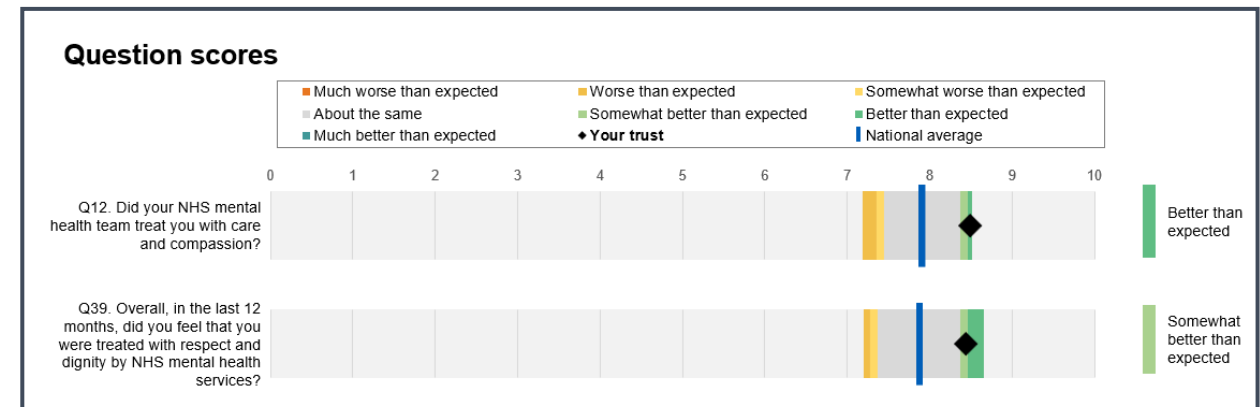 Question scores
Much worse than expected
Worse than expected
Somewhat worse than expected
About the same
Somewhat better than expected
Better than expected
Much better than expected
Your trust
National average
0 1 2 3 4 5 6 7 8 9 10
Q12. Did your NHS mental
health team treat you with care
and compassion?
Better than
expected
Q39. Overall, in the last 12
months, did you feel that you
were treated with respect and
dignity by NHS mental health
services?
Somewhat
better than
expected